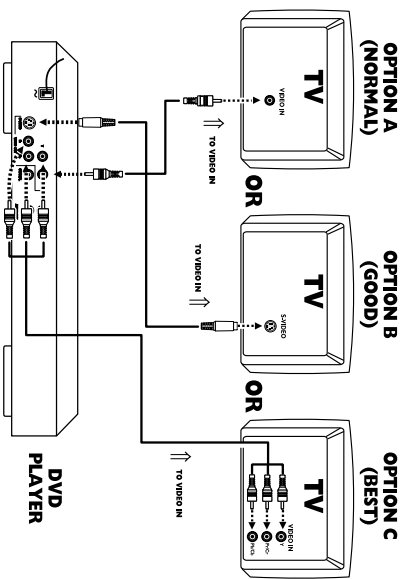 OPTION A
(NORMAL)
TV
VIDEO IN
TO VIDEO IN
OR
OPTION B
(GOOD)
TV
S-VIDEO
TO VIDEO IN
OR
OPTION C
(BEST)
TV
VIDEO IN
Y
TO VIDEO IN
DVD
PLAYER